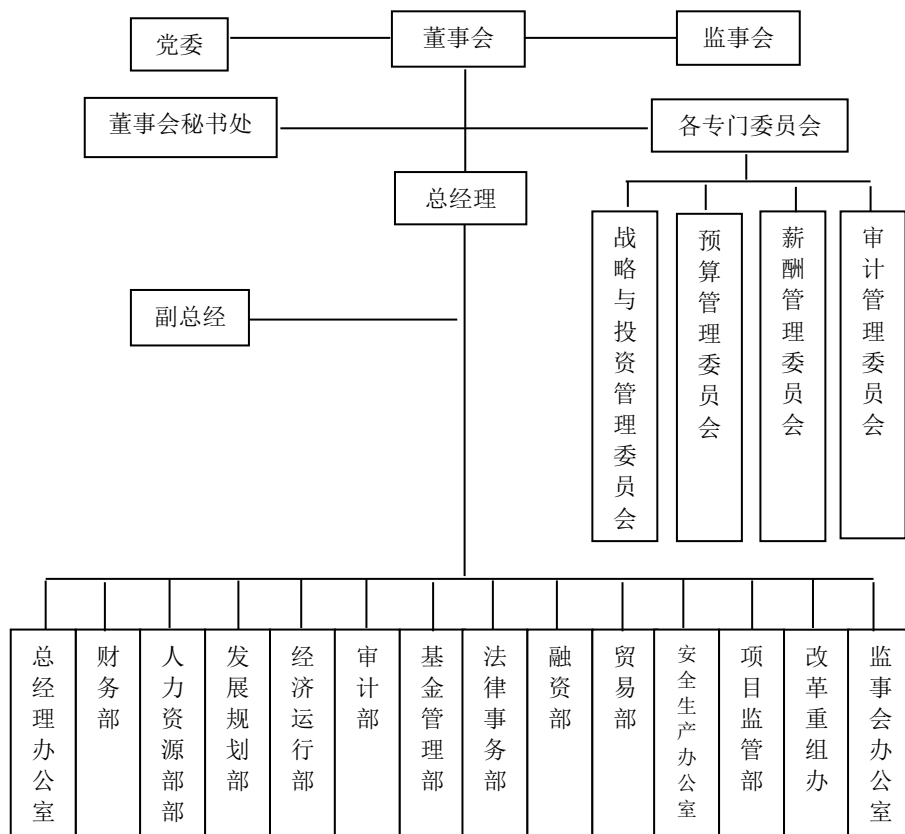 党委
董事会
监事会
董事会秘书处
各专门委员会
总经理
战略与投资管理委员会
预算管理委员会
薪酬管理委员会
审计管理委员会
副总经
总经理办公室
财务部
人力资源部部
发展规划部
经济运行部
审计部
基金管理部
法律事务部
融资部
贸易部
安全生产办公室
项目监管部
改革重组办
监事会办公室